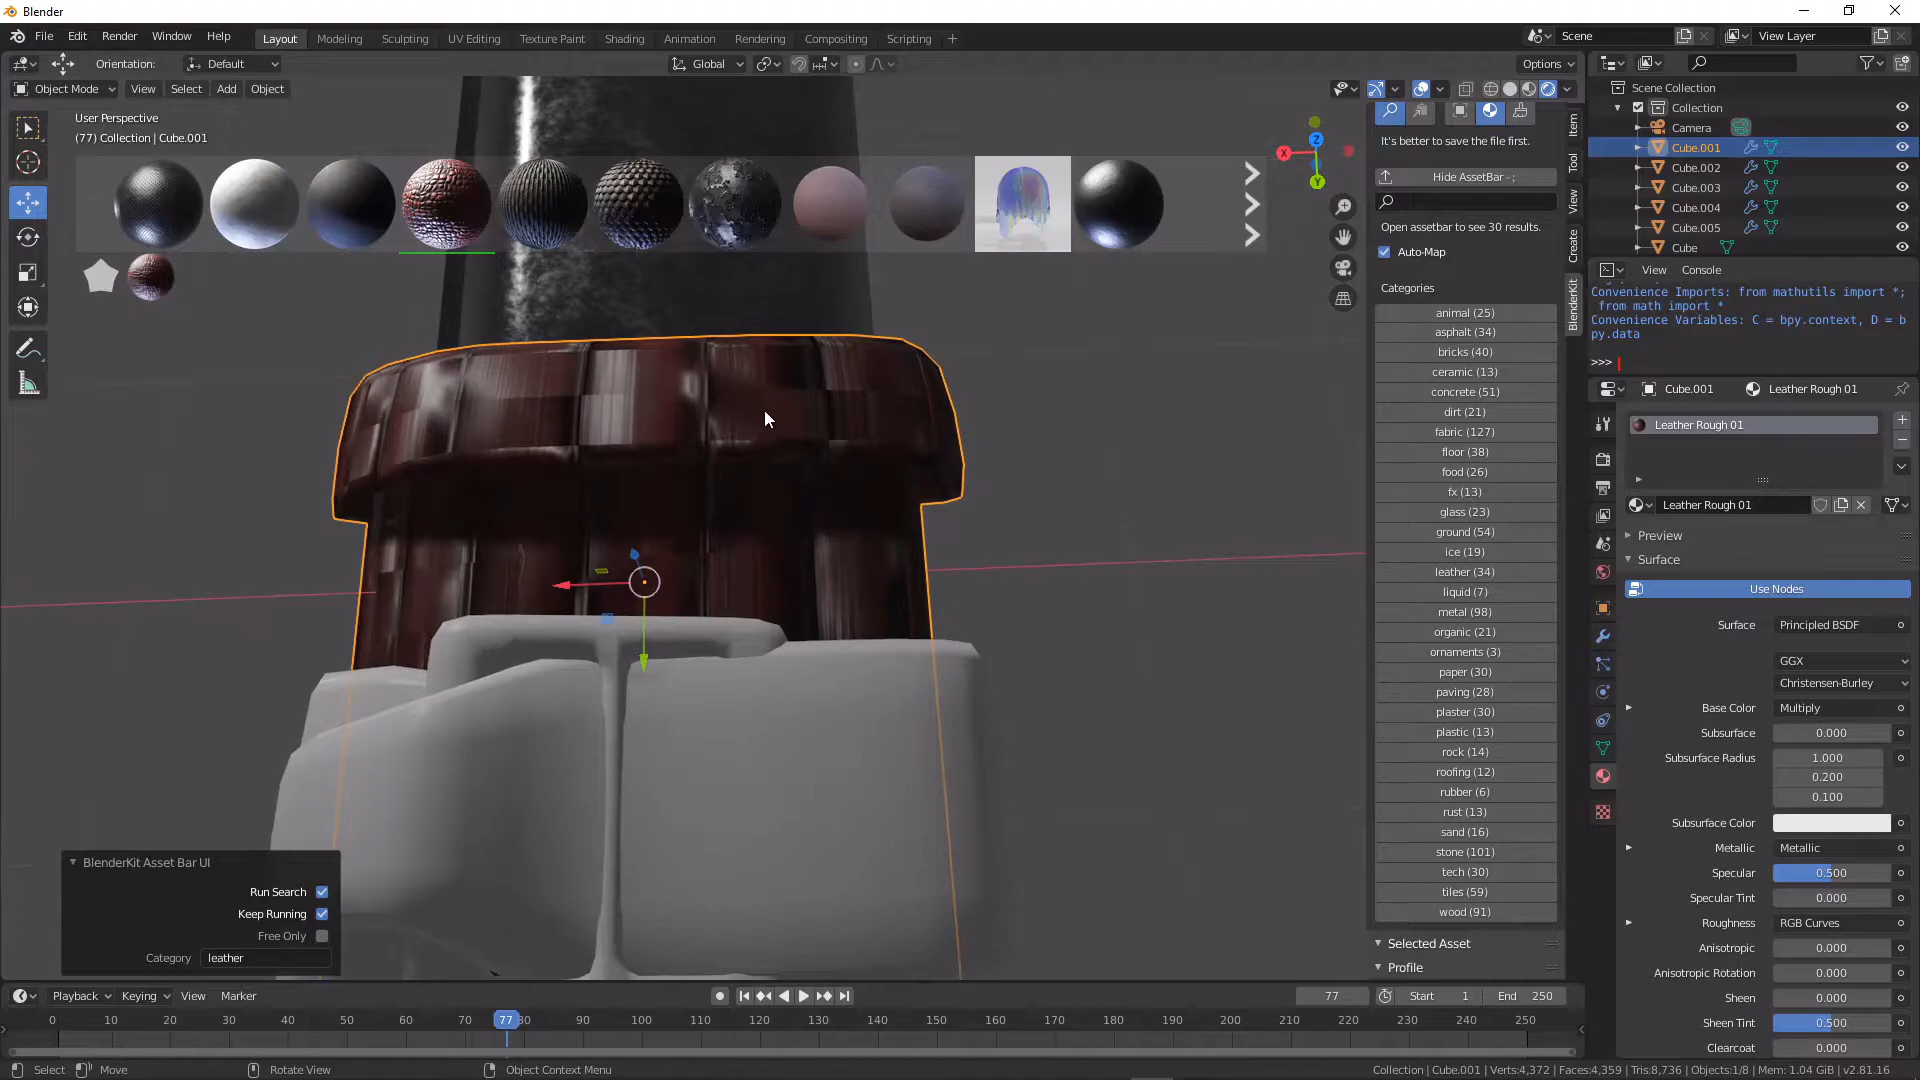 Blender
File Edit Render Window Help
Layout Modeling Sculpting UV Editing Texture Paint Shading Animation Rendering Compositing Scripting +
Scene
View Layer
Orientation: Default
Global
Options
Object Mode View Select Add Object
User Perspective
(77) Collection | Cube.001
It's better to save the file first.
Hide AssetBar - ;
Open assetbar to see 30 results.
Auto-Map
Categories
animal (25)
asphalt (34)
bricks (40)
ceramic (13)
concrete (51)
dirt (21)
fabric (127)
floor (38)
food (26)
fx (13)
glass (23)
ground (54)
ice (19)
leather (34)
liquid (7)
metal (98)
organic (21)
ornaments (3)
paper (30)
paving (28)
plaster (30)
plastic (13)
rock (14)
roofing (12)
rubber (6)
rust (13)
sand (16)
stone (101)
tech (30)
tiles (59)
wood (91)
Selected Asset
Profile
Item
Tool
View
Create
BlenderKit
X
Y
Z
Scene Collection
Collection
Camera
Cube.001
Cube.002
Cube.003
Cube.004
Cube.005
Cube
View Console
Convenience Imports: from mathutils import *;
from math import *
Convenience Variables: C = bpy.context, D = b
py.data
>>>
Cube.001 Leather Rough 01
Leather Rough 01
Leather Rough 01
Preview
Surface
Use Nodes
Surface Principled BSDF
GGX
Christensen-Burley
Base Color Multiply
Subsurface 0.000
Subsurface Radius 1.000
0.200
0.100
Subsurface Color
Metallic Metallic
Specular 0.500
Specular Tint 0.000
Roughness RGB Curves
Anisotropic 0.000
Anisotropic Rotation 0.000
Sheen 0.000
Sheen Tint 0.500
Clearcoat 0.000
BlenderKit Asset Bar UI
Run Search
Keep Running
Free Only
Category leather
Playback Keying View Marker
77 Start 1 End 250
0 10 20 30 40 50 60 70 77 80 90 100 110 120 130 140 150 160 170 180 190 200 210 220 230 240 250
Select Move Rotate View Object Context Menu
Collection | Cube.001 | Verts:4,372 | Faces:4,359 | Tris:8,736 | Objects:1/8 | Mem: 1.04 GiB | v2.81.16